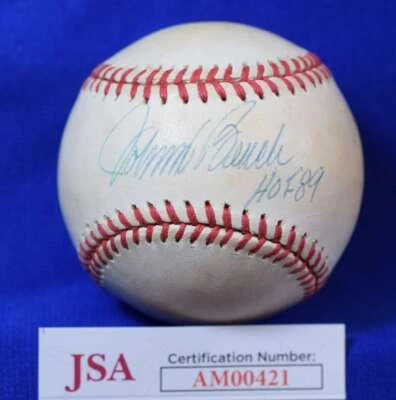 Johnny Bench
HOF 89
JSA
Certification Number:
AM00421